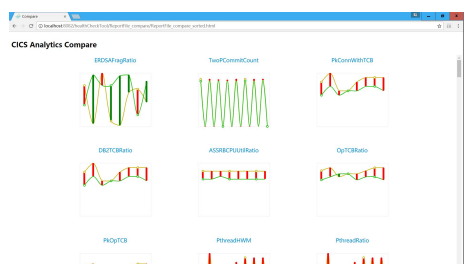 Compare
localhost:8080/HealthCheckTool/ReportFile_compare/ReportFile_compare_sorted.html
CICS Analytics Compare
ERDSAFragRatio TwoPCommitCount PkConnWithTCB
DB2TCBRatio ASSRBCPUUtilRatio OpTCBRatio
PkOpTCB PthreadHWM PthreadRatio